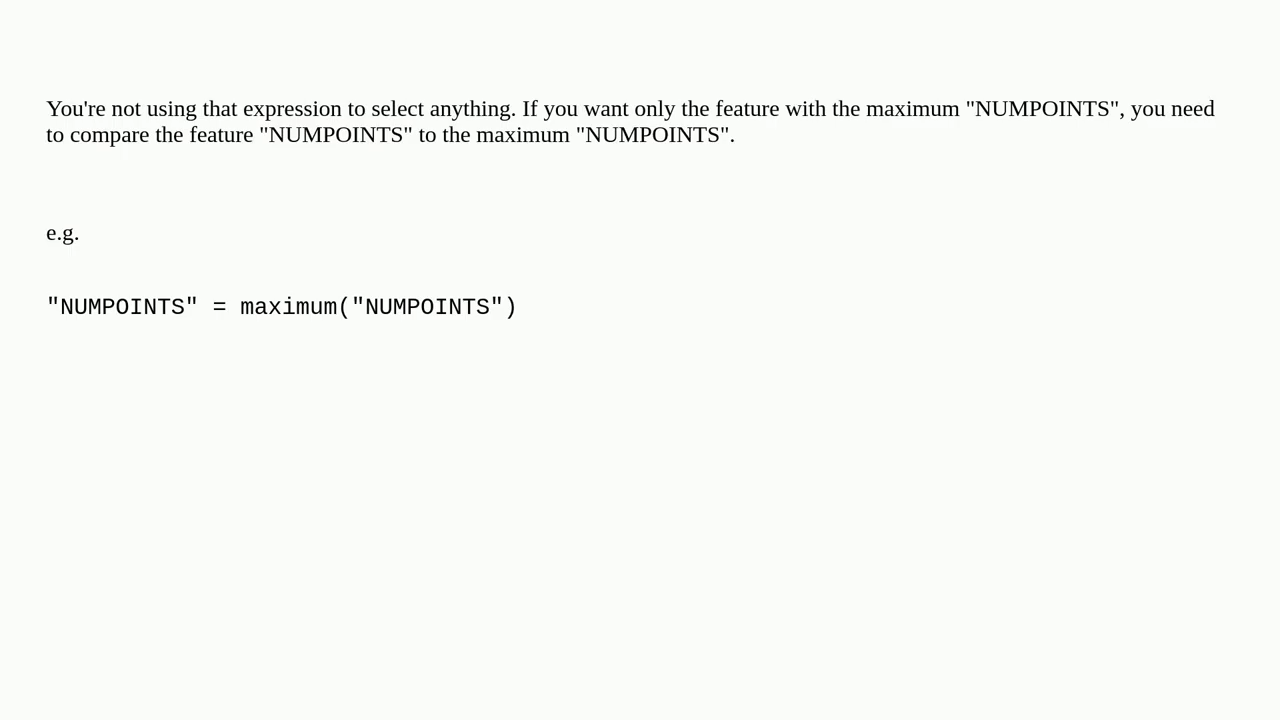 You're not using that expression to select anything. If you want only the feature with the maximum "NUMPOINTS", you need
to compare the feature "NUMPOINTS" to the maximum "NUMPOINTS".
e.g.
"NUMPOINTS" = maximum("NUMPOINTS")